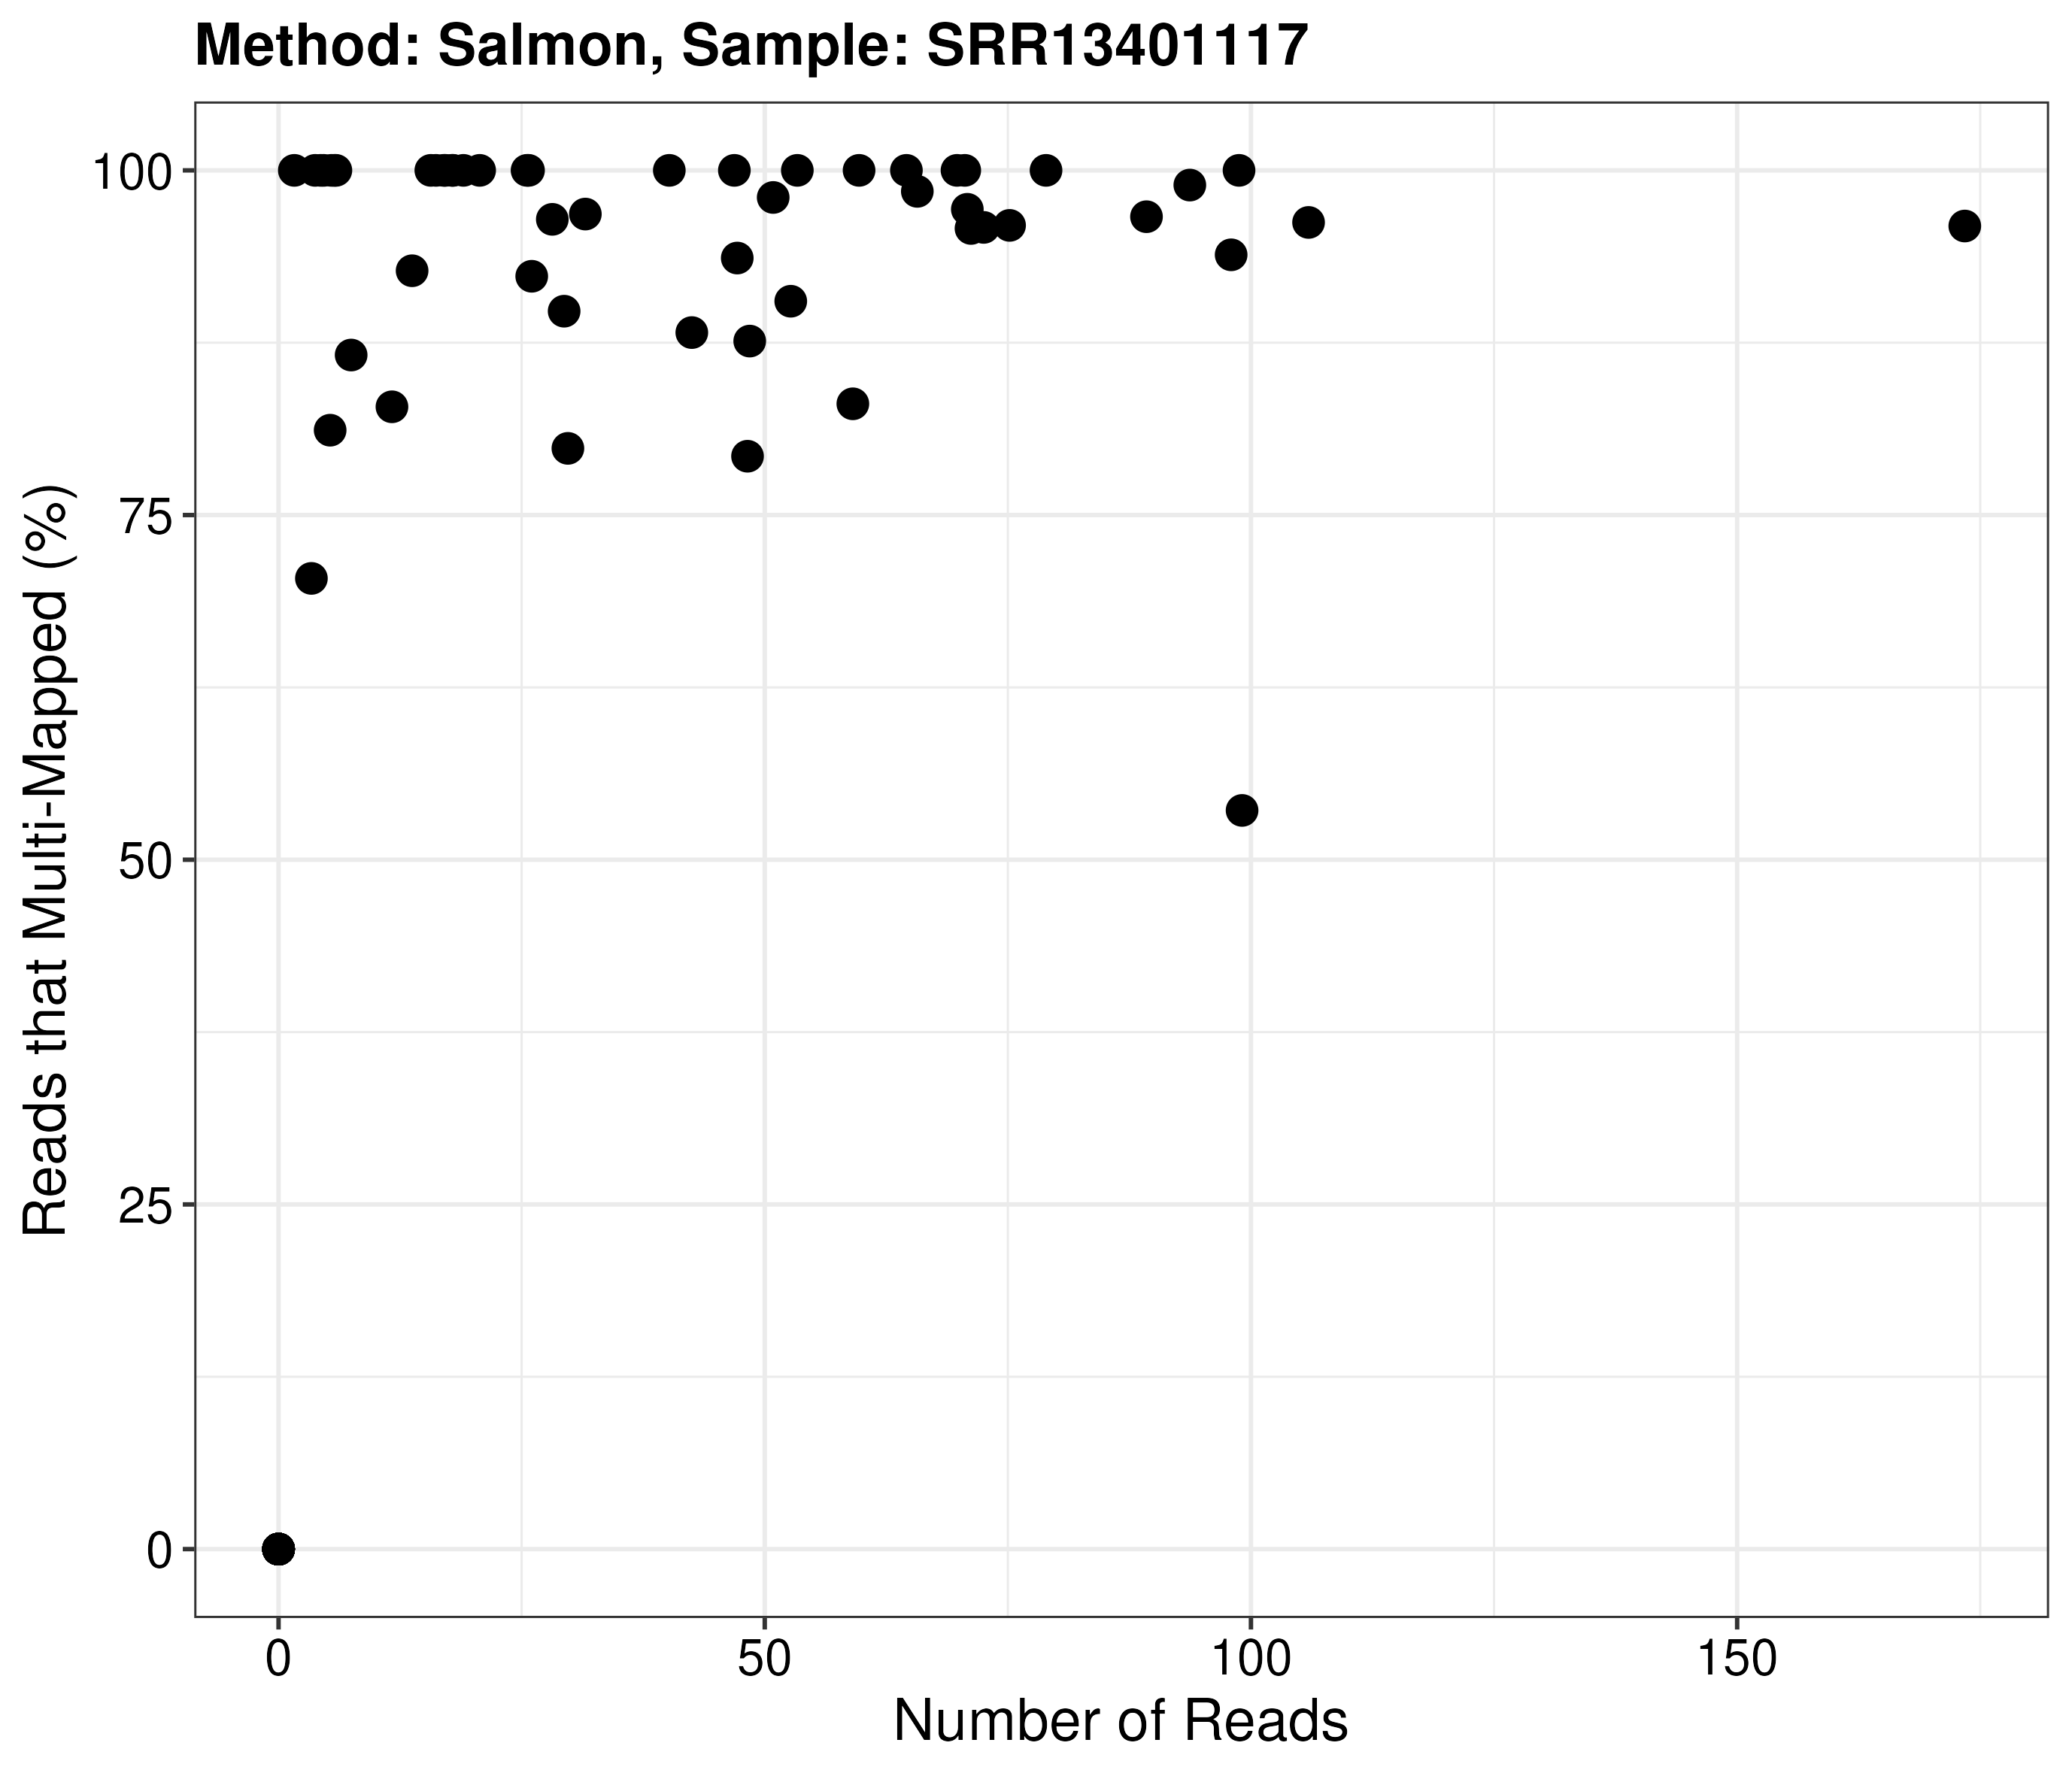 Method: Salmon, Sample: SRR13401117
Reads that Multi-Mapped (%)
100
75
50
25
0
0 50 100 150
Number of Reads